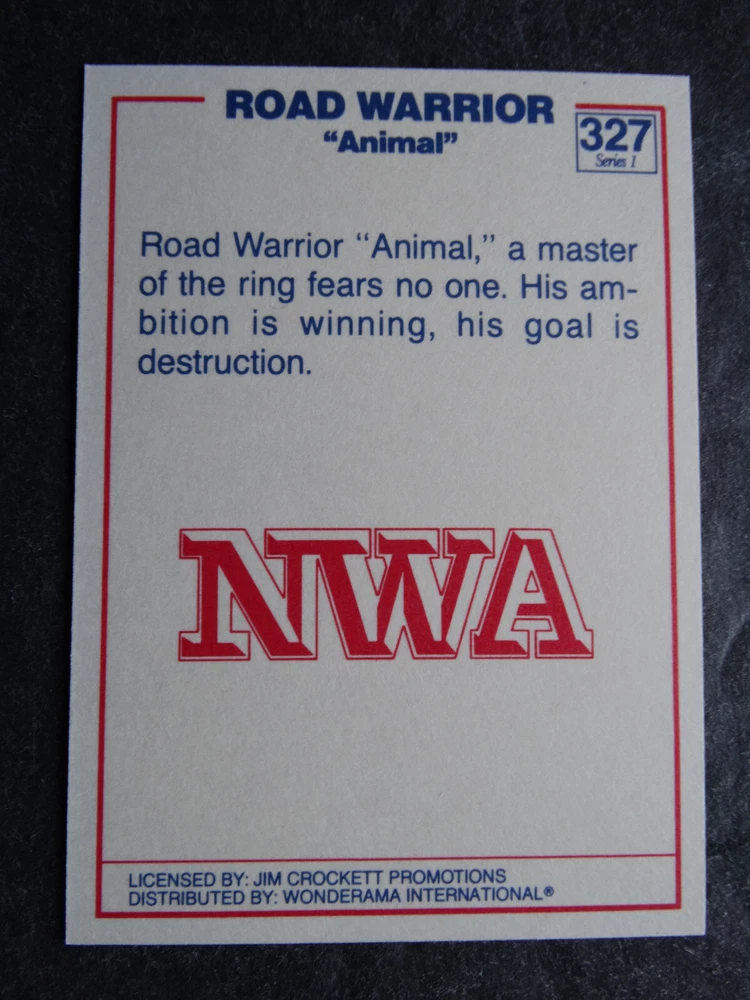 ROAD WARRIOR
“Animal”
327
Series 1
Road Warrior “Animal,” a master
of the ring fears no one. His am-
bition is winning, his goal is
destruction.
NWA
LICENSED BY: JIM CROCKETT PROMOTIONS
DISTRIBUTED BY: WONDERAMA INTERNATIONAL®